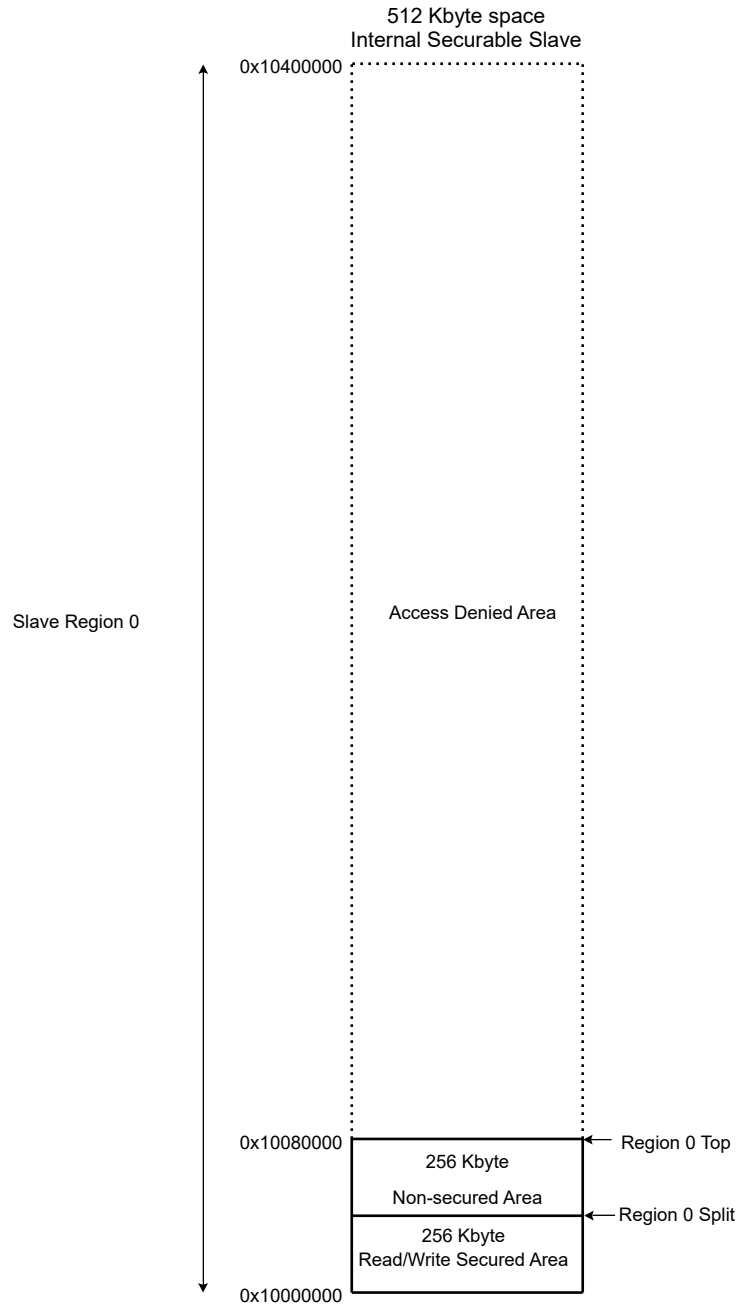 512 Kbyte space
Internal Securable Slave
0x10400000
Slave Region 0
Access Denied Area
0x10080000
Region 0 Top
256 Kbyte
Non-secured Area
Region 0 Split
256 Kbyte
Read/Write Secured Area
0x10000000